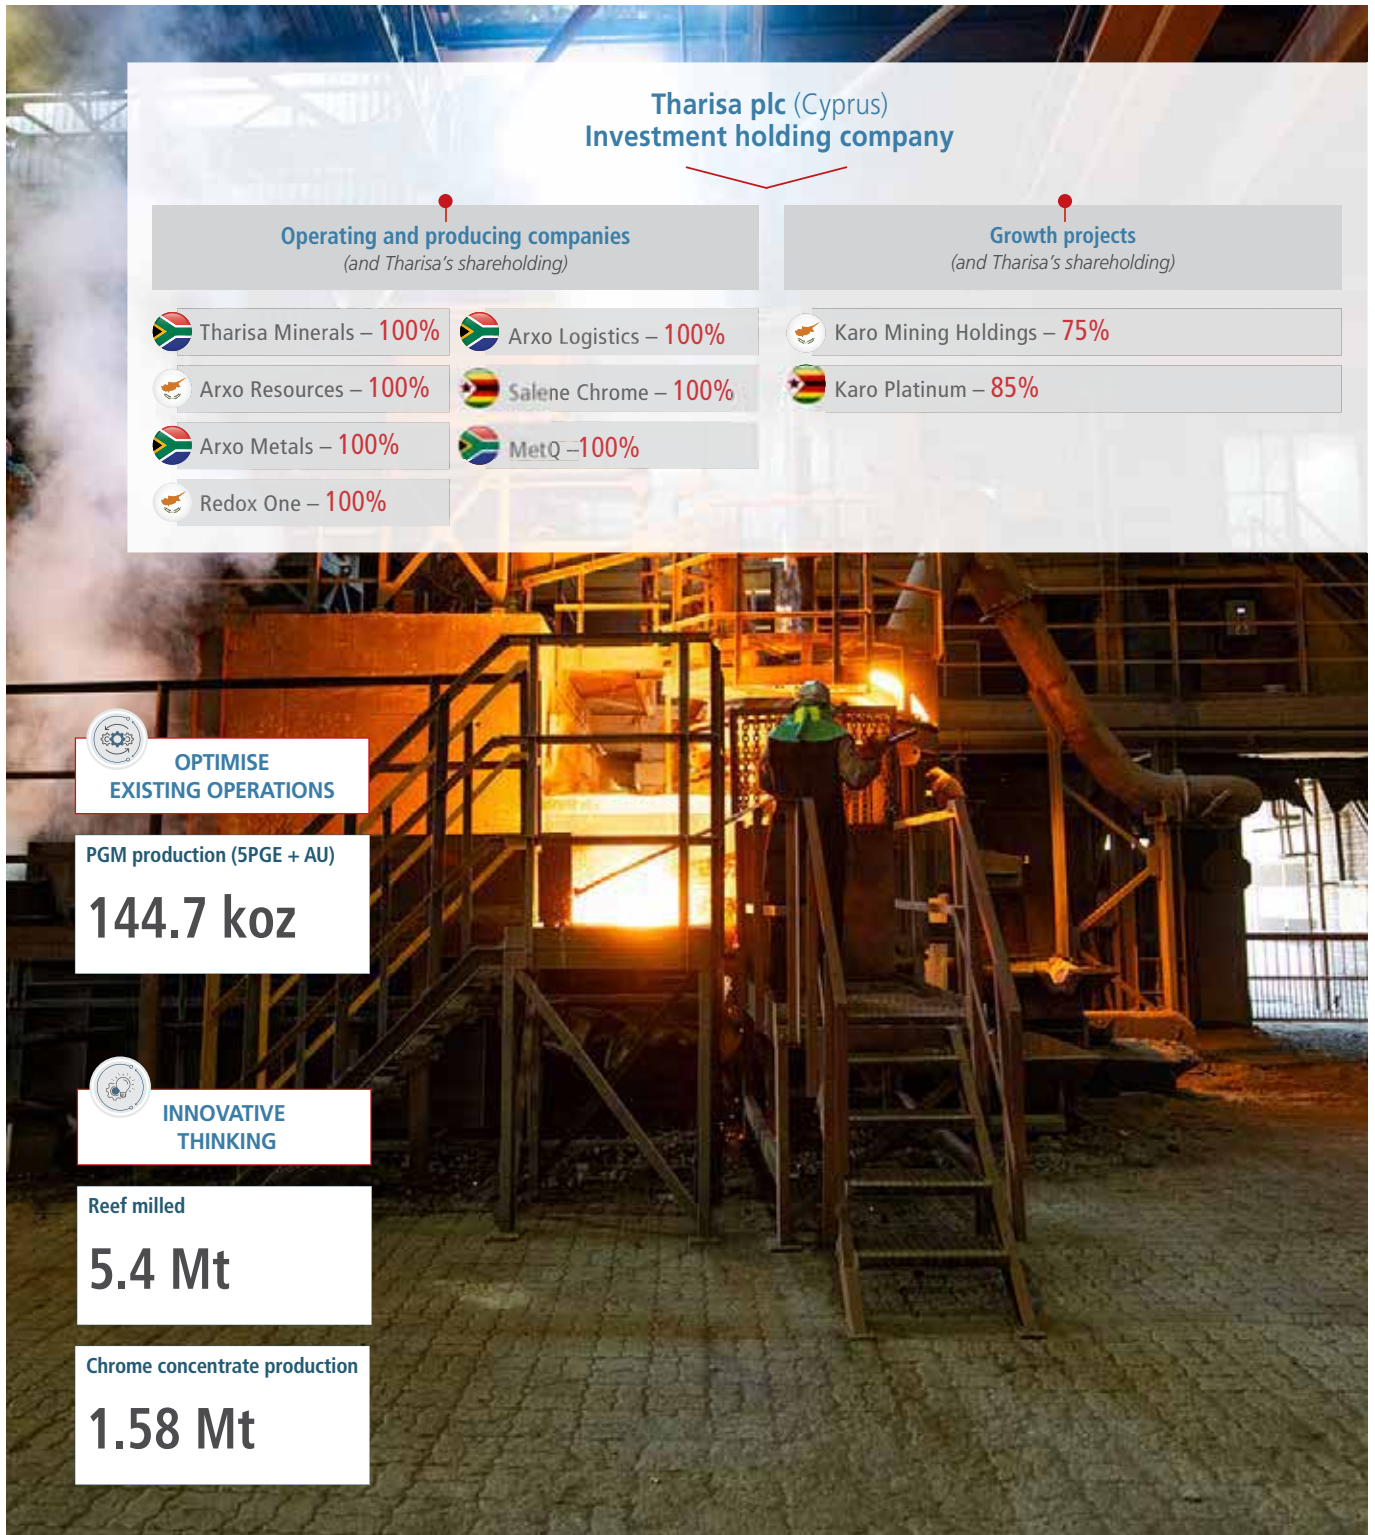 Tharisa plc (Cyprus)
Investment holding company
Operating and producing companies
(and Tharisa's shareholding)
Tharisa Minerals – 100%
Arxo Resources – 100%
Arxo Metals – 100%
Redox One – 100%
Arxo Logistics – 100%
Salene Chrome – 100%
MetQ –100%
Growth projects
(and Tharisa's shareholding)
Karo Mining Holdings – 75%
Karo Platinum – 85%
OPTIMISE
EXISTING OPERATIONS
PGM production (5PGE + AU)
144.7 koz
INNOVATIVE
THINKING
Reef milled
5.4 Mt
Chrome concentrate production
1.58 Mt